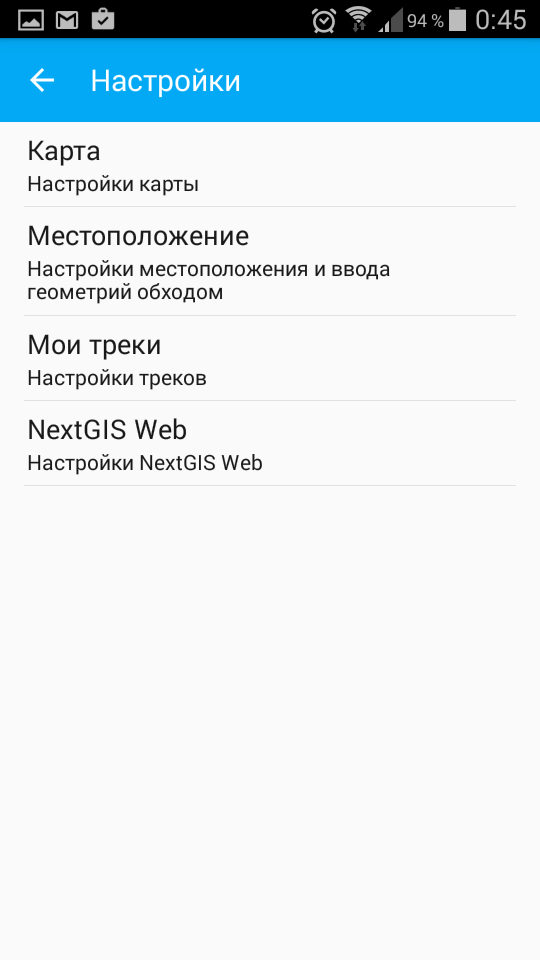 94 % 0:45
Настройки
Карта
Настройки карты
Местоположение
Настройки местоположения и ввода
геометрий обходом
Мои треки
Настройки треков
NextGIS Web
Настройки NextGIS Web